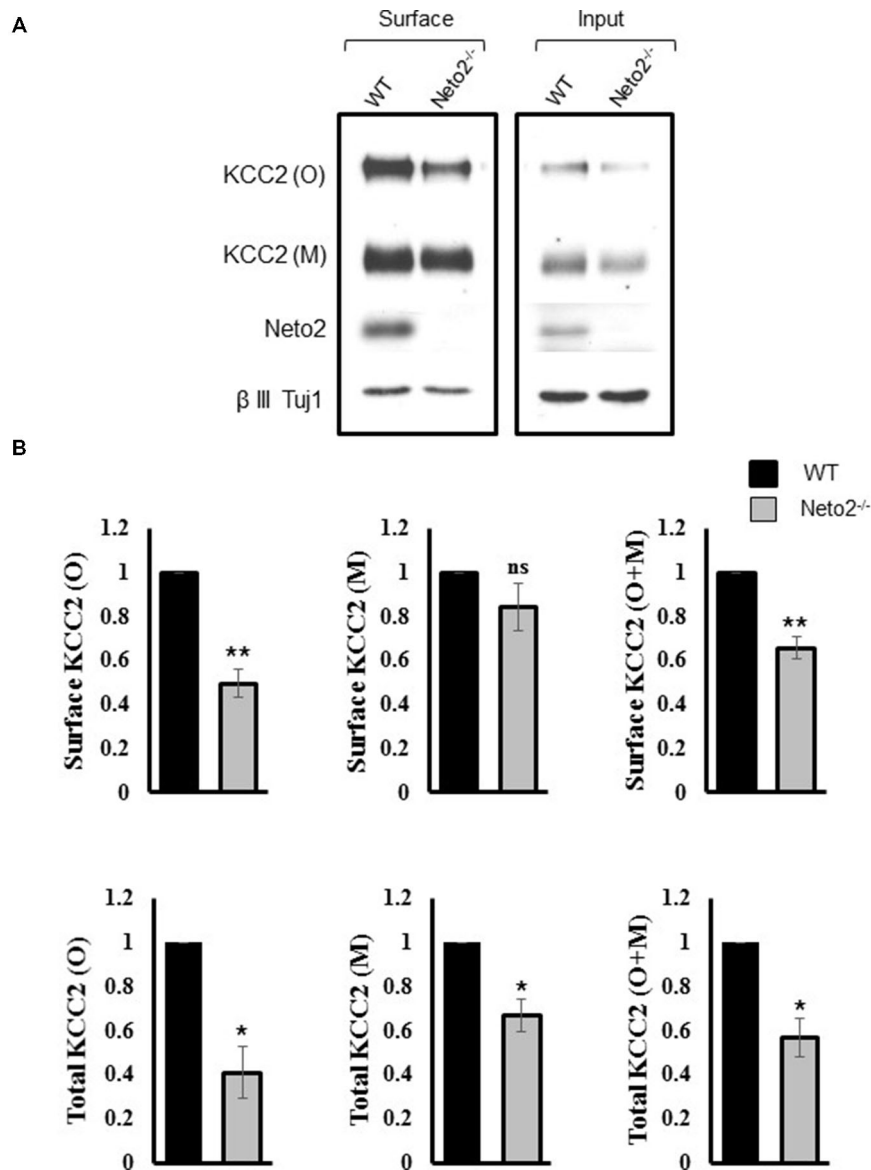 A
Surface Input
WT Neto2-/- WT Neto2-/-
KCC2 (O)
KCC2 (M)
Neto2
β III Tuj1
B
WT
Neto2-/-
Surface KCC2 (O)
1.2
1
0.8
0.6
0.4
0.2
0
**
Surface KCC2 (M)
1.2
1
0.8
0.6
0.4
0.2
0
ns
Surface KCC2 (O+M)
1.2
1
0.8
0.6
0.4
0.2
0
**
Total KCC2 (O)
1.2
1
0.8
0.6
0.4
0.2
0
*
Total KCC2 (M)
1.2
1
0.8
0.6
0.4
0.2
0
*
Total KCC2 (O+M)
1.2
1
0.8
0.6
0.4
0.2
0
*